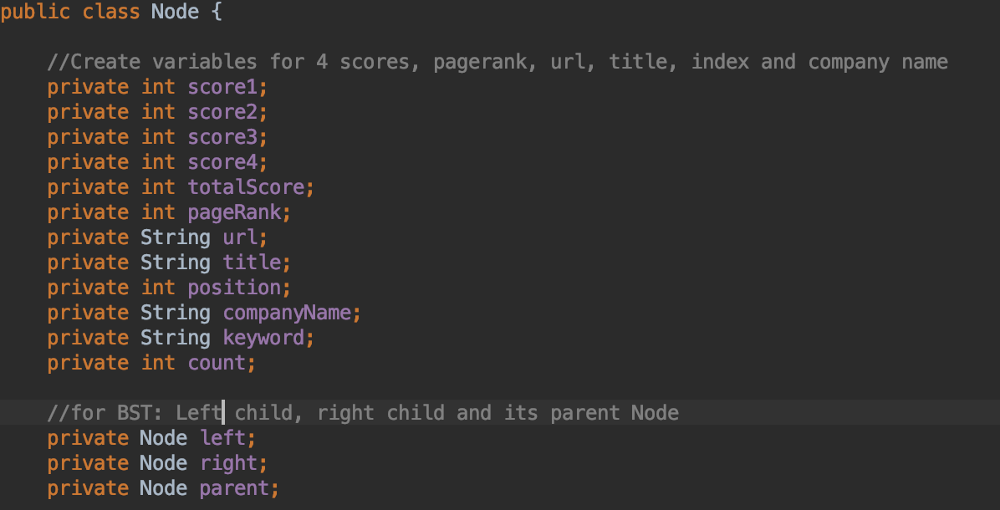 public class Node {
//Create variables for 4 scores, pagerank, url, title, index and company name
private int score1;
private int score2;
private int score3;
private int score4;
private int totalScore;
private int pageRank;
private String url;
private String title;
private int position;
private String companyName;
private String keyword;
private int count;
//for BST: Left child, right child and its parent Node
private Node left;
private Node right;
private Node parent;